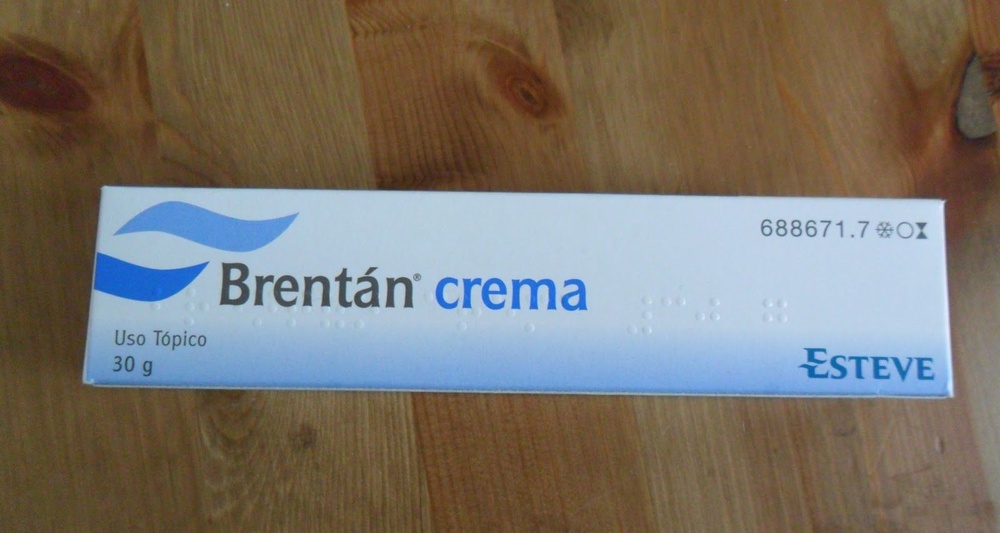 688671.7 ❄○⧗
Brentán® crema
Uso Tópico
30 g
ESTEVE